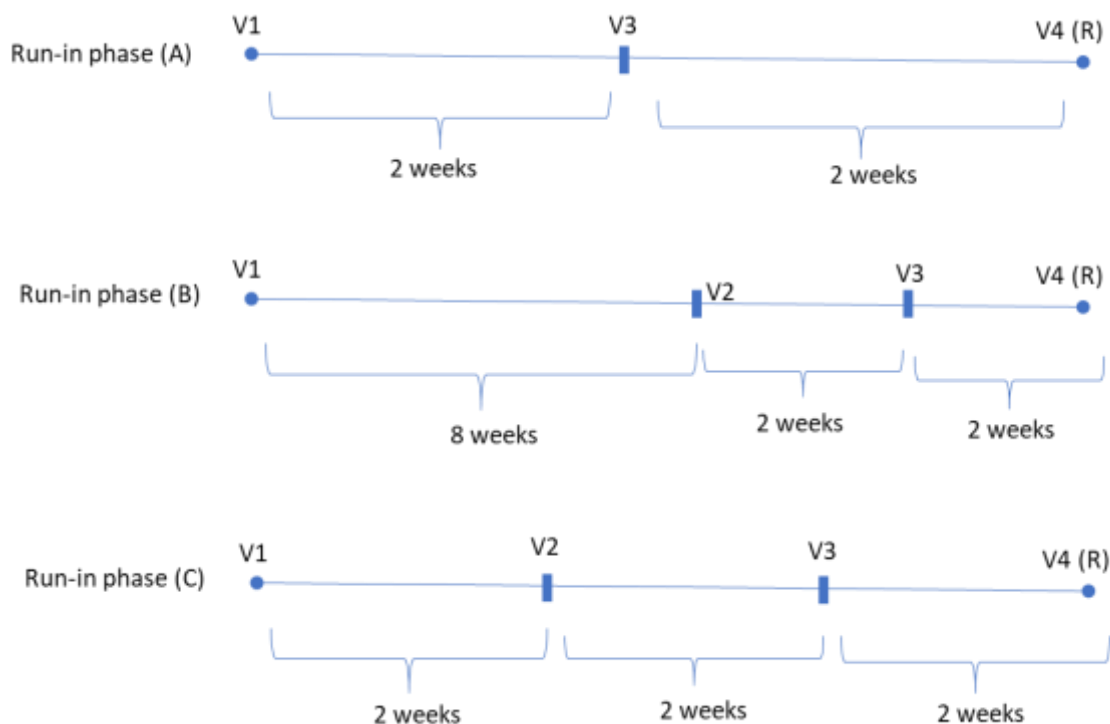 V1 V3 V4 (R)
Run-in phase (A)
2 weeks 2 weeks
V1 V2 V3 V4 (R)
Run-in phase (B)
8 weeks 2 weeks 2 weeks
V1 V2 V3 V4 (R)
Run-in phase (C)
2 weeks 2 weeks 2 weeks